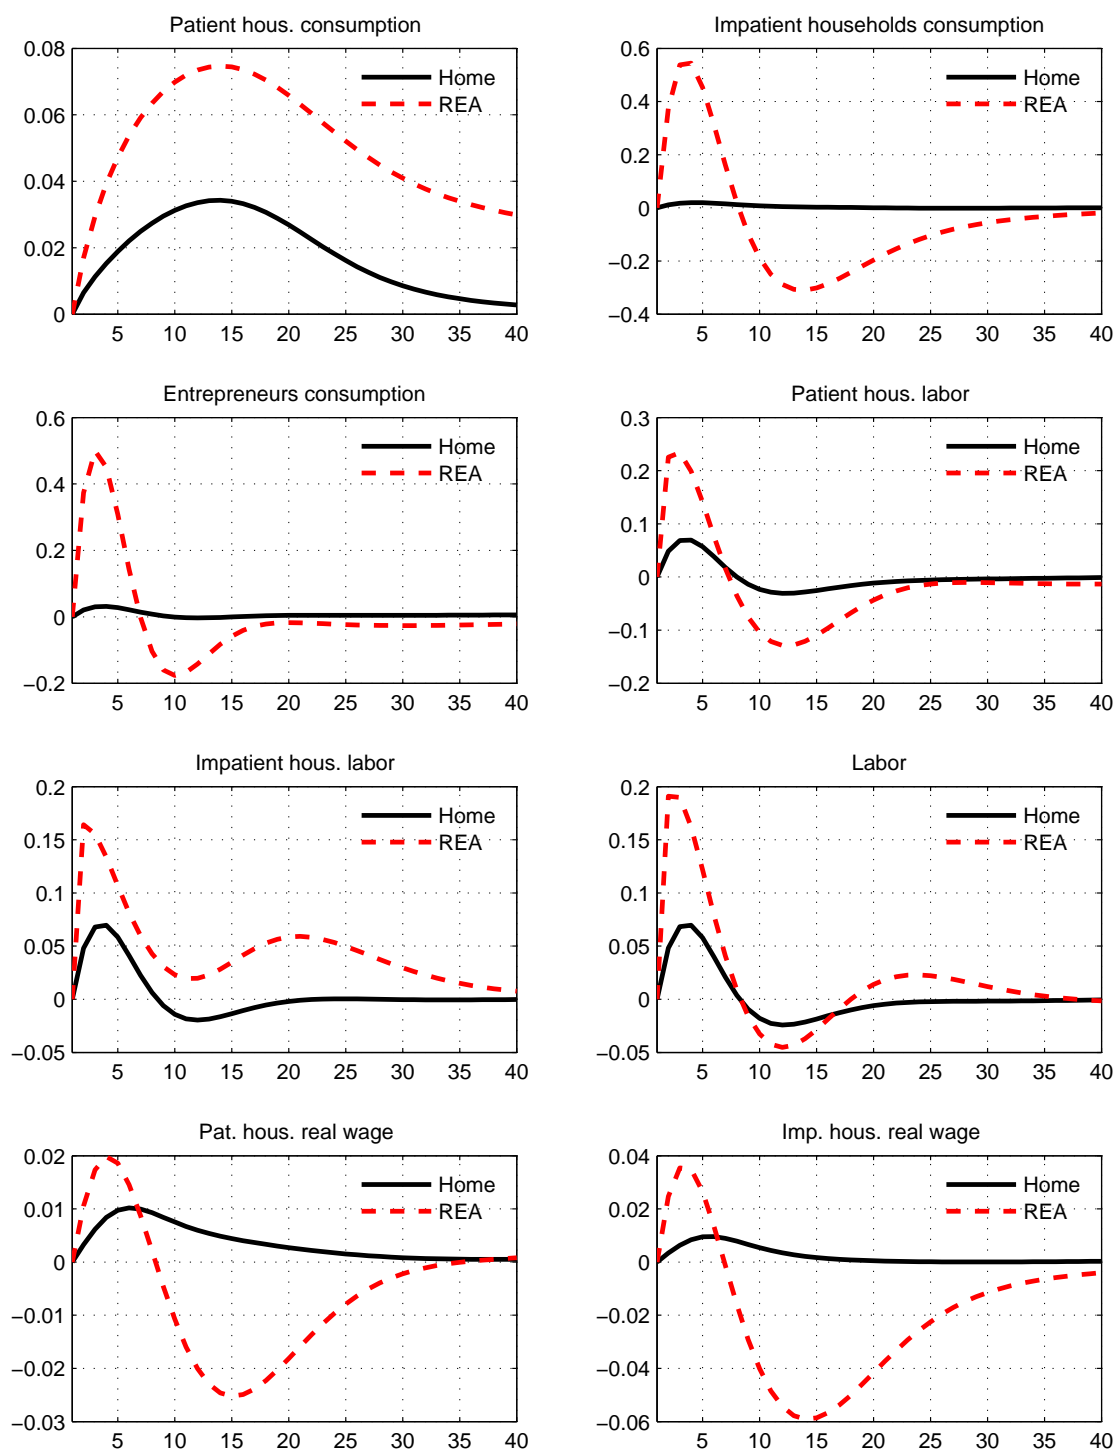 Patient hous. consumption
0.08
0.06
0.04
0.02
0
Home
REA
5 10 15 20 25 30 35 40
Impatient households consumption
0.6
0.4
0.2
0
−0.2
−0.4
Home
REA
5 10 15 20 25 30 35 40
Entrepreneurs consumption
0.6
0.4
0.2
0
−0.2
Home
REA
5 10 15 20 25 30 35 40
Patient hous. labor
0.3
0.2
0.1
0
−0.1
−0.2
Home
REA
5 10 15 20 25 30 35 40
Impatient hous. labor
0.2
0.15
0.1
0.05
0
−0.05
Home
REA
5 10 15 20 25 30 35 40
Labor
0.2
0.15
0.1
0.05
0
−0.05
Home
REA
5 10 15 20 25 30 35 40
Pat. hous. real wage
0.02
0.01
0
−0.01
−0.02
−0.03
Home
REA
5 10 15 20 25 30 35 40
Imp. hous. real wage
0.04
0.02
0
−0.02
−0.04
−0.06
Home
REA
5 10 15 20 25 30 35 40